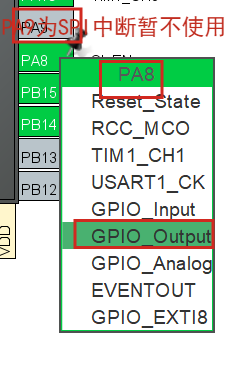 PA9为SPI 中断暂不使用
PA9
PA8
PB15
PB14
PB13
PB12
VDD
PA8
Reset_State
RCC_MCO
TIM1_CH1
USART1_CK
GPIO_Input
GPIO_Output
GPIO_Analog
EVENTOUT
GPIO_EXTI8